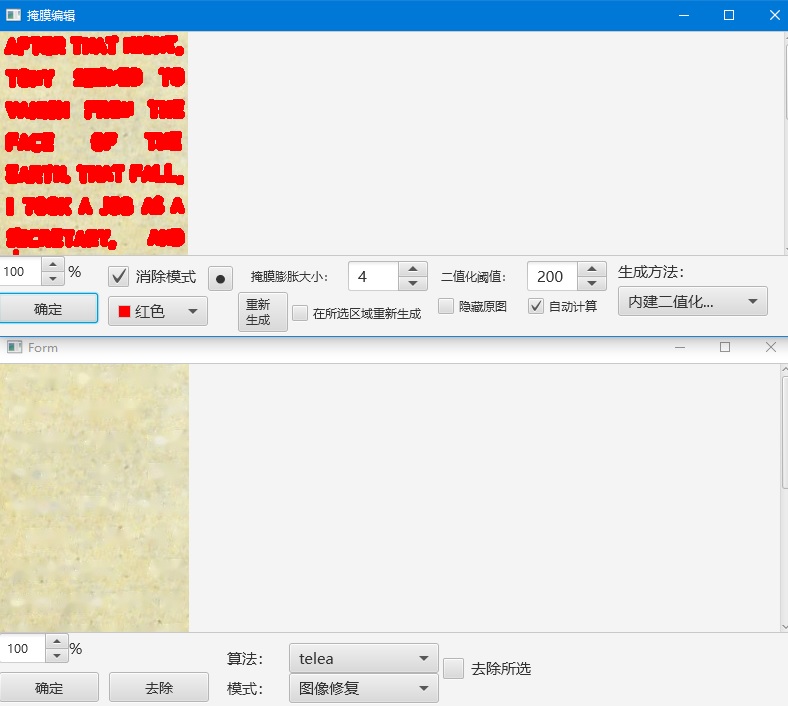 掩膜编辑
AFTER THAT NIGHT,
TONY SEEMED TO
VANISH FROM THE
FACE OF THE
EARTH. THAT FALL,
I TOOK A JOB AS A
SECRETARY, AND
100 %
消除模式
掩膜膨胀大小:
4
二值化阈值:
200
生成方法:
确定
红色
重新
生成
在所选区域重新生成
隐藏原图
自动计算
内建二值化...
Form
100 %
算法:
telea
去除所选
确定
去除
模式:
图像修复